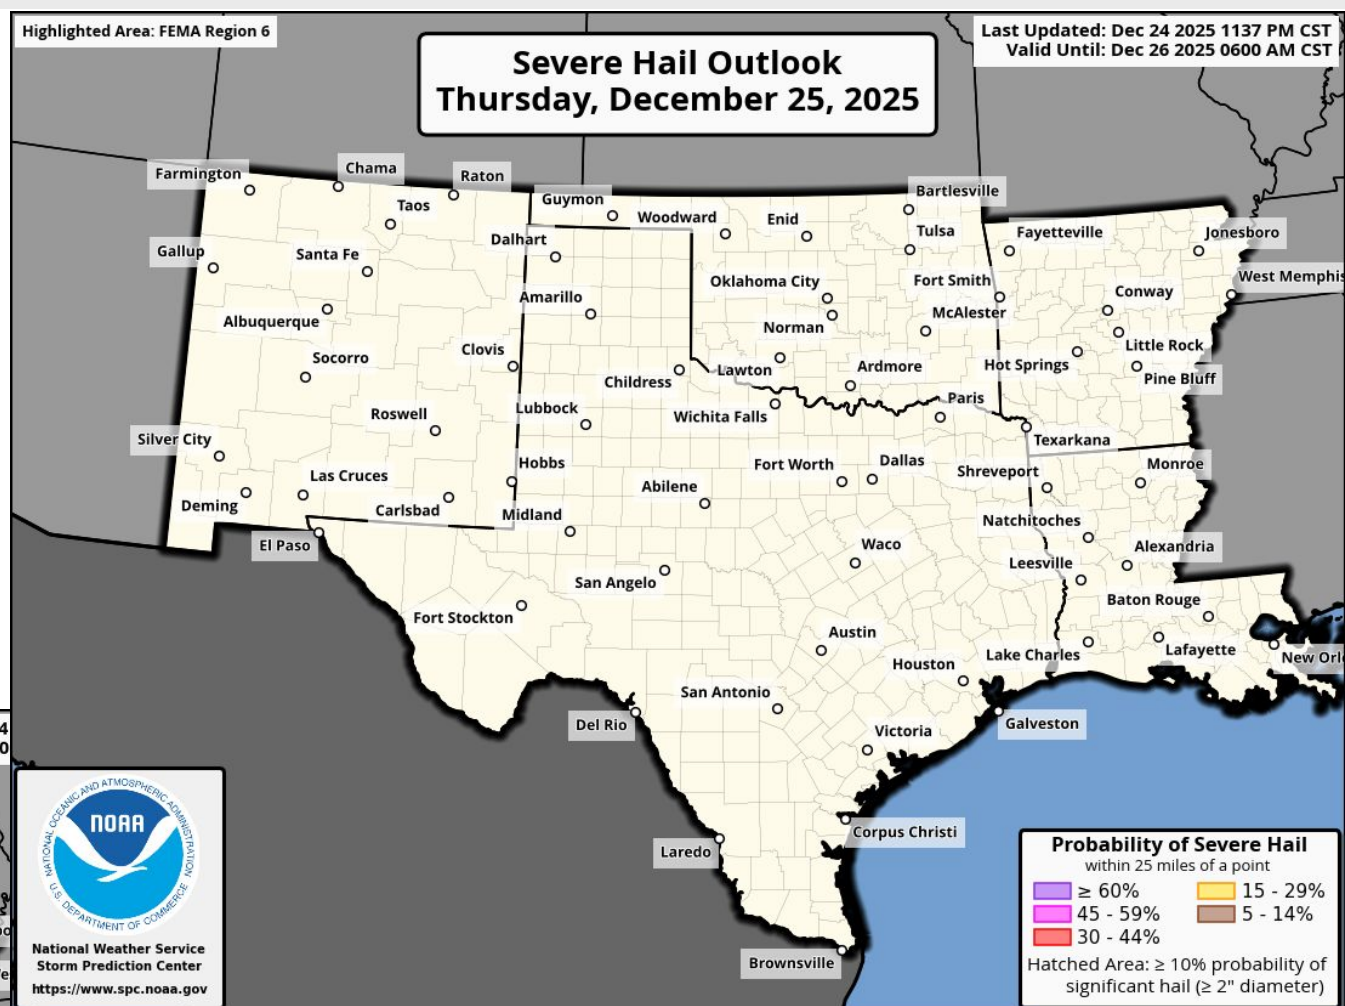 Highlighted Area: FEMA Region 6
Last Updated: Dec 24 2025 1137 PM CST
Valid Until: Dec 26 2025 0600 AM CST
Severe Hail Outlook
Thursday, December 25, 2025
Farmington
Chama
Raton
Taos
Guymon
Woodward
Enid
Bartlesville
Tulsa
Fayetteville
Jonesboro
Gallup
Santa Fe
Dalhart
Oklahoma City
Fort Smith
West Memphis
Albuquerque
Amarillo
Norman
McAlester
Conway
Socorro
Clovis
Childress
Lawton
Ardmore
Hot Springs
Little Rock
Pine Bluff
Roswell
Lubbock
Wichita Falls
Paris
Silver City
Texarkana
Las Cruces
Hobbs
Abilene
Fort Worth
Dallas
Shreveport
Monroe
Deming
Carlsbad
Midland
Natchitoches
El Paso
San Angelo
Waco
Leesville
Alexandria
Fort Stockton
Austin
Baton Rouge
Houston
Lake Charles
Lafayette
New Orl
San Antonio
Del Rio
Victoria
Galveston
Laredo
Corpus Christi
Brownsville
4
0
NATIONAL OCEANIC AND ATMOSPHERIC ADMINISTRATION
NOAA
U.S. DEPARTMENT OF COMMERCE
National Weather Service
Storm Prediction Center
https://www.spc.noaa.gov
Probability of Severe Hail
within 25 miles of a point
≥ 60%
15 - 29%
45 - 59%
5 - 14%
30 - 44%
Hatched Area: ≥ 10% probability of
significant hail (≥ 2" diameter)